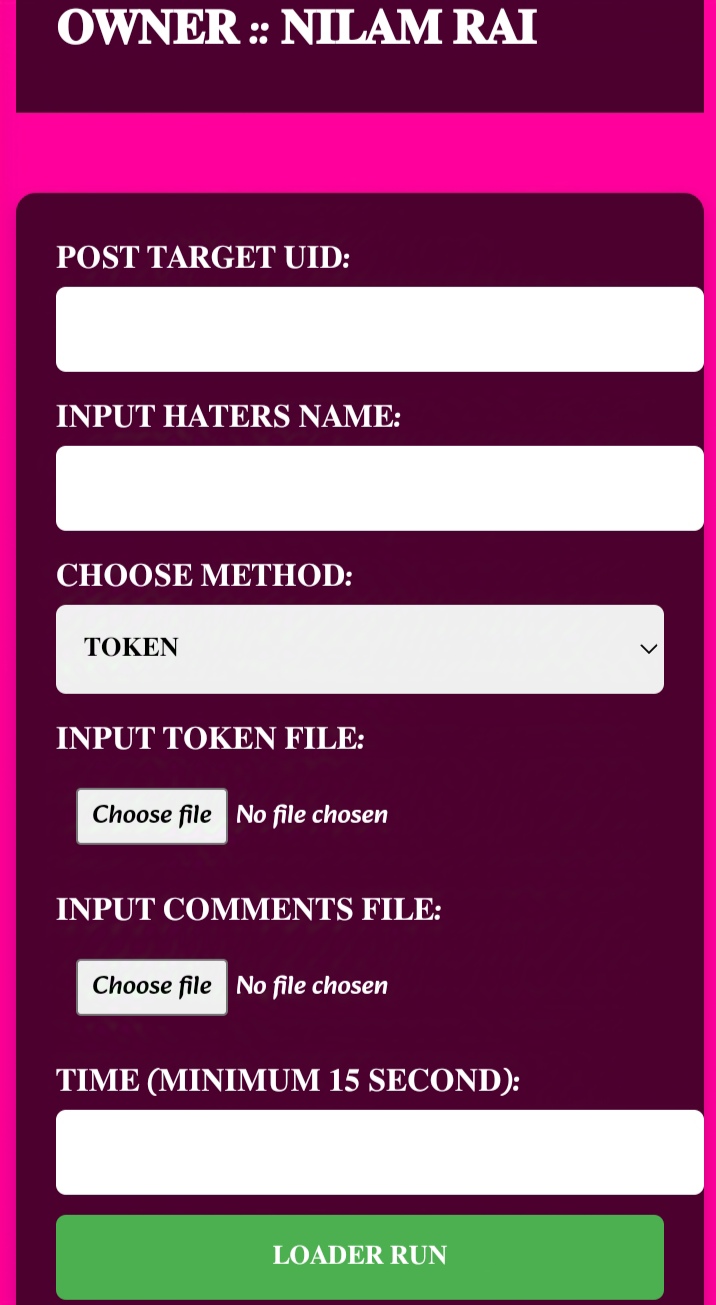 OWNER :: NILAM RAI
POST TARGET UID:
INPUT HATERS NAME:
CHOOSE METHOD:
TOKEN
INPUT TOKEN FILE:
Choose file No file chosen
INPUT COMMENTS FILE:
Choose file No file chosen
TIME (MINIMUM 15 SECOND):
LOADER RUN